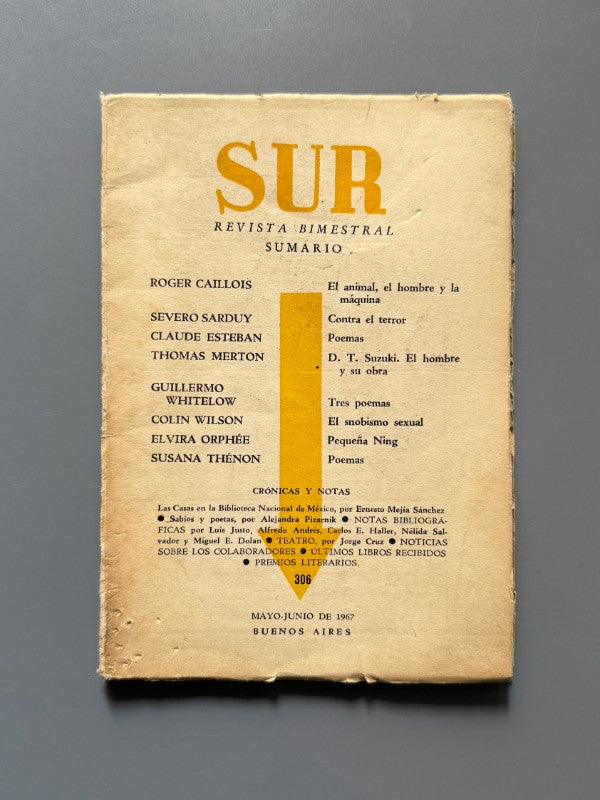 SUR
REVISTA BIMESTRAL
SUMARIO
ROGER CAILLOIS El animal, el hombre y la
máquina
SEVERO SARDUY Contra el terror
CLAUDE ESTEBAN Poemas
THOMAS MERTON D. T. Suzuki. El hombre
y su obra
GUILLERMO
WHITELOW Tres poemas
COLIN WILSON El snobismo sexual
ELVIRA ORPHÉE Pequeña Ning
SUSANA THÉNON Poemas
CRÓNICAS Y NOTAS
Las Casas en la Biblioteca Nacional de México, por Ernesto Mejía Sánchez
● Sabios y poetas, por Alejandra Pizarnik ● NOTAS BIBLIOGRÁ-
FICAS por Luis Justo, Alfredo Andrés, Carlos E. Haller, Nélida Sal-
vador y Miguel E. Dolan ● TEATRO, por Jorge Cruz ● NOTICIAS
SOBRE LOS COLABORADORES ● ÚLTIMOS LIBROS RECIBIDOS
● PREMIOS LITERARIOS.
306
MAYO-JUNIO DE 1967
BUENOS AIRES